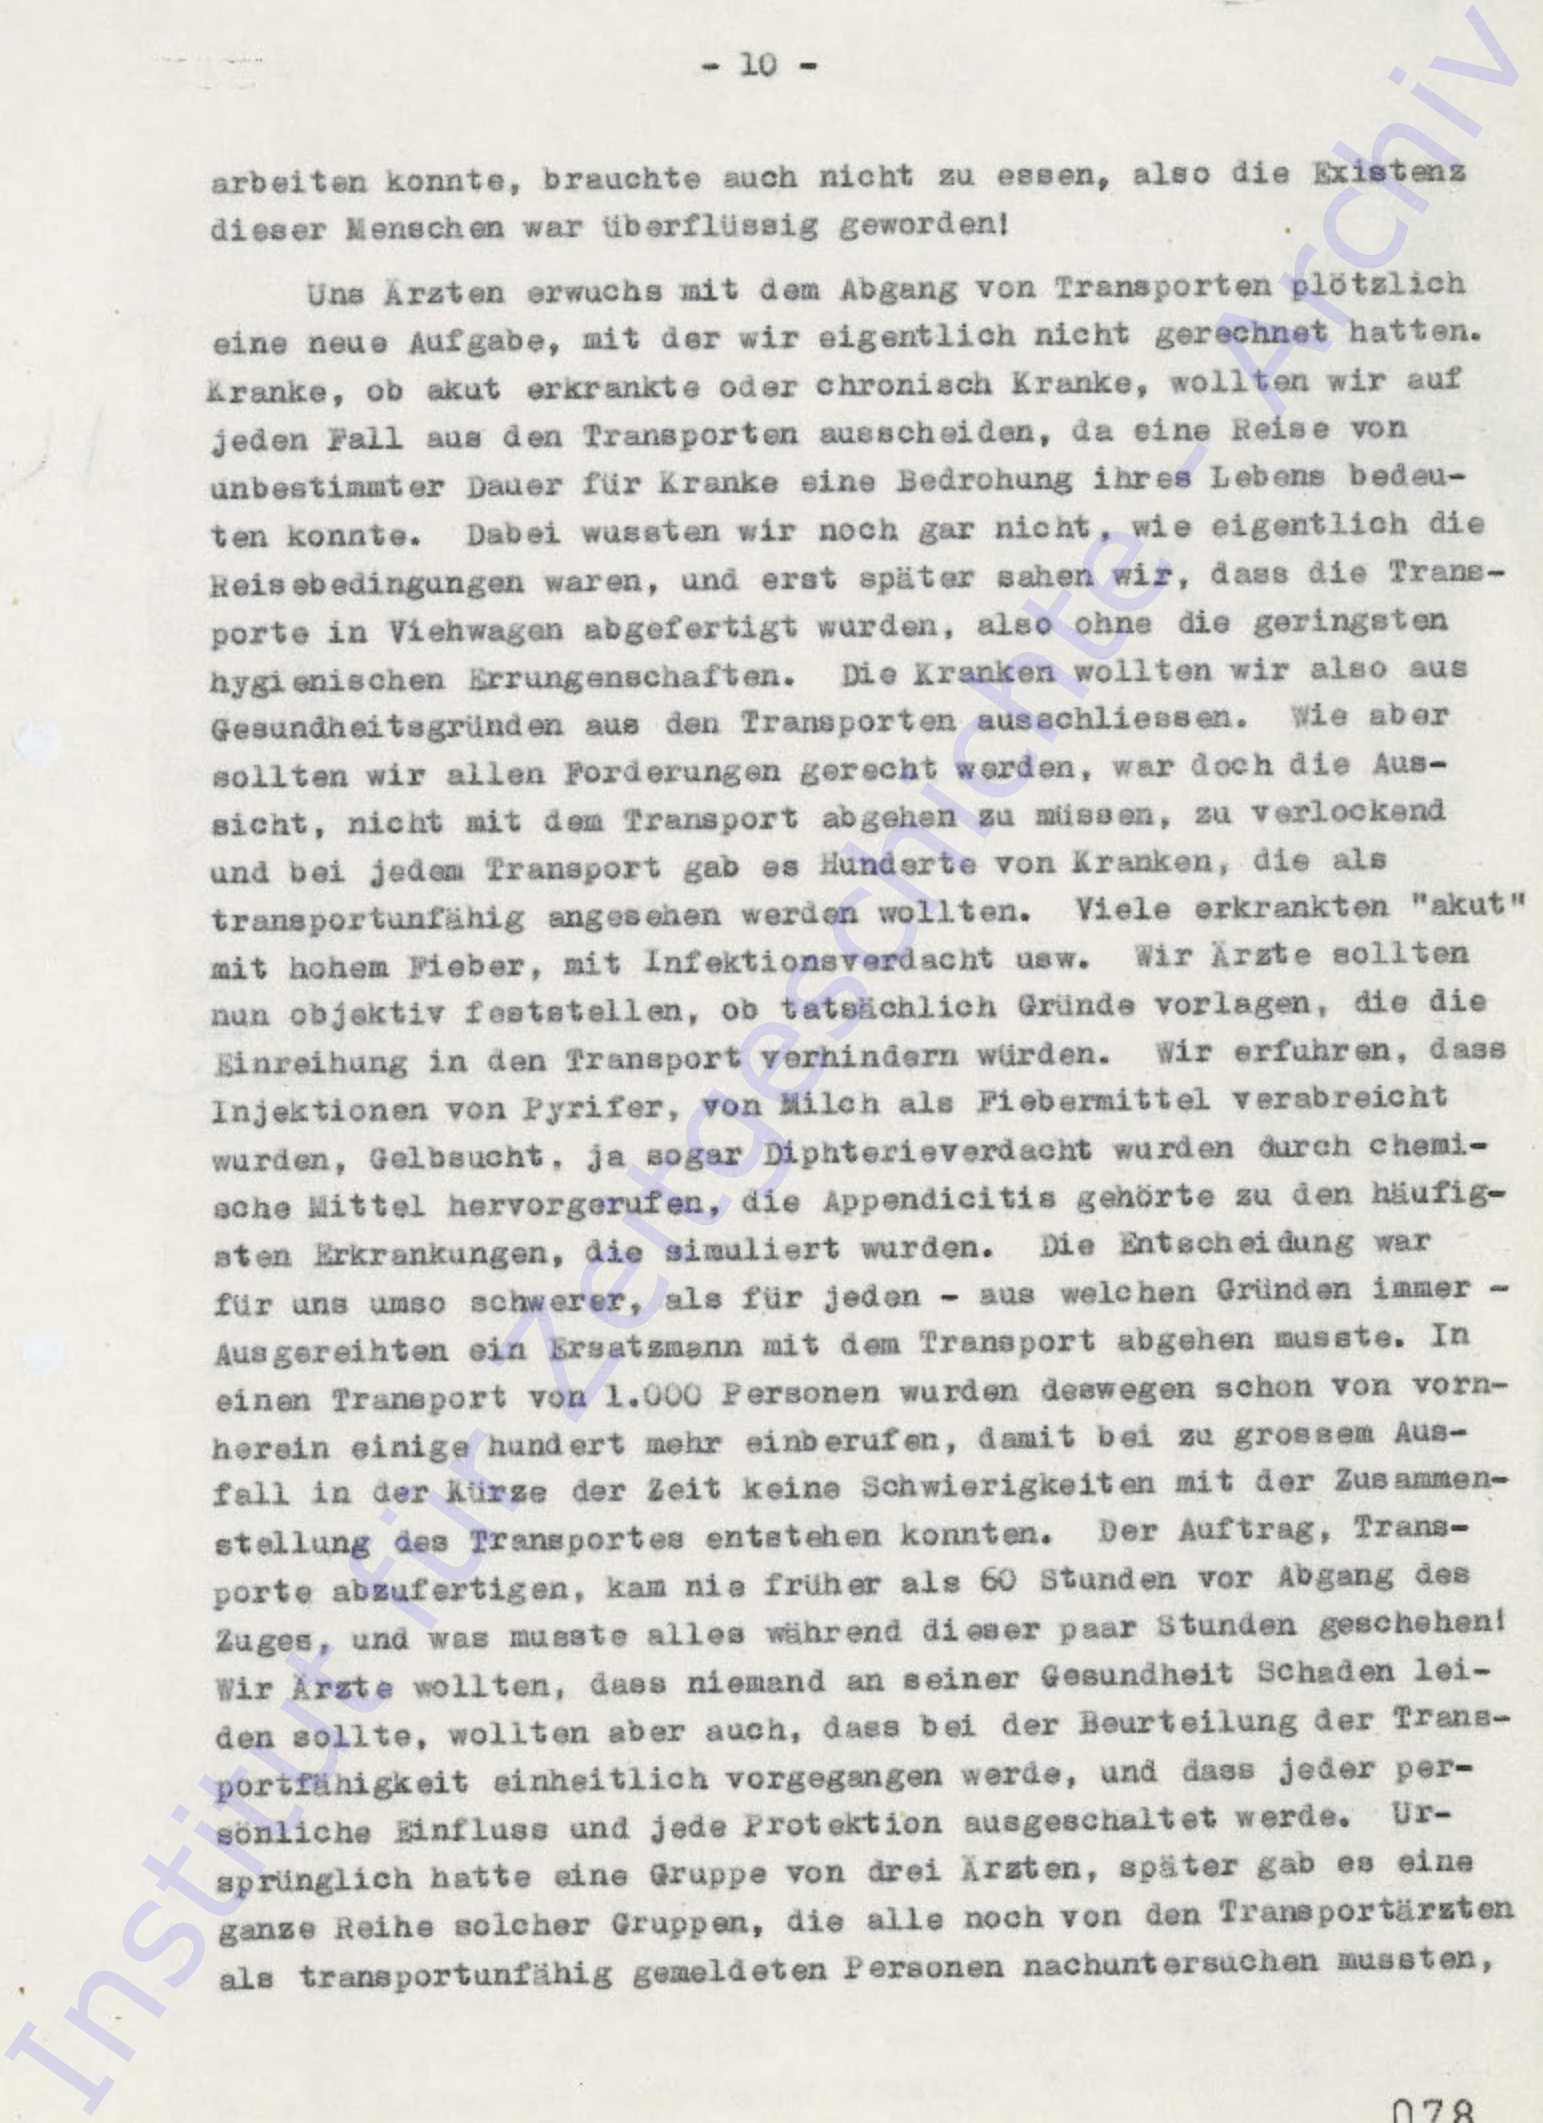 - 10 -
arbeiten konnte, brauchte auch nicht zu essen, also die Existenz
dieser Menschen war überflüssig geworden!
Uns Ärzten erwuchs mit dem Abgang von Transporten plötzlich
eine neue Aufgabe, mit der wir eigentlich nicht gerechnet hatten.
Kranke, ob akut erkrankte oder chronisch Kranke, wollten wir auf
jeden Fall aus den Transporten ausscheiden, da eine Reise von
unbestimmter Dauer für Kranke eine Bedrohung ihres Lebens bedeu-
ten konnte. Dabei wussten wir noch gar nicht, wie eigentlich die
Reisebedingungen waren, und erst später sahen wir, dass die Trans-
porte in Viehwagen abgefertigt wurden, also ohne die geringsten
hygienischen Errungenschaften. Die Kranken wollten wir also aus
Gesundheitsgründen aus den Transporten ausschliessen. Wie aber
sollten wir allen Forderungen gerecht werden, war doch die Aus-
sicht, nicht mit dem Transport abgehen zu müssen, zu verlockend
und bei jedem Transport gab es Hunderte von Kranken, die als
transportunfähig angesehen werden wollten. Viele erkrankten "akut"
mit hohem Fieber, mit Infektionsverdacht usw. Wir Ärzte sollten
nun objektiv feststellen, ob tatsächlich Gründe vorlagen, die die
Einreihung in den Transport verhindern würden. Wir erfuhren, dass
Injektionen von Pyrifer, von Milch als Fiebermittel verabreicht
wurden, Gelbsucht, ja sogar Diphterieverdacht wurden durch chemi-
sche Mittel hervorgerufen, die Appendicitis gehörte zu den häufig-
sten Erkrankungen, die simuliert wurden. Die Entscheidung war
für uns umso schwerer, als für jeden - aus welchen Gründen immer -
Ausgereihten ein Ersatzmann mit dem Transport abgehen musste. In
einen Transport von 1.000 Personen wurden deswegen schon von vorn-
herein einige hundert mehr einberufen, damit bei zu grossem Aus-
fall in der Kürze der Zeit keine Schwierigkeiten mit der Zusammen-
stellung des Transportes entstehen konnten. Der Auftrag, Trans-
porte abzufertigen, kam nie früher als 60 Stunden vor Abgang des
Zuges, und was musste alles während dieser paar Stunden geschehen!
Wir Ärzte wollten, dass niemand an seiner Gesundheit Schaden lei-
den sollte, wollten aber auch, dass bei der Beurteilung der Trans-
portfähigkeit einheitlich vorgegangen werde, und dass jeder per-
sönliche Einfluss und jede Protektion ausgeschaltet werde. Ur-
sprünglich hatte eine Gruppe von drei Ärzten, später gab es eine
ganze Reihe solcher Gruppen, die alle noch von den Transportärzten
als transportunfähig gemeldeten Personen nachuntersuchen mussten,
078
Institut für Zeitgeschichte - Archiv